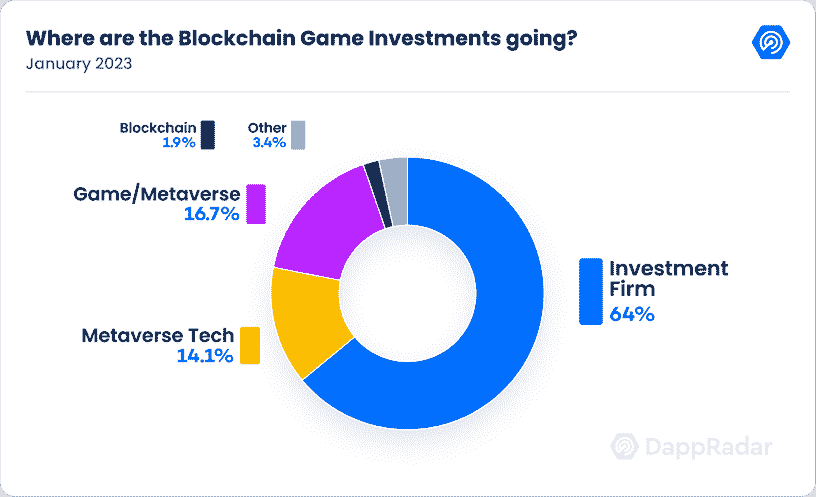 Where are the Blockchain Game Investments going?
January 2023
Blockchain
1.9%
Other
3.4%
Game/Metaverse
16.7%
Investment
Firm
64%
Metaverse Tech
14.1%
DappRadar